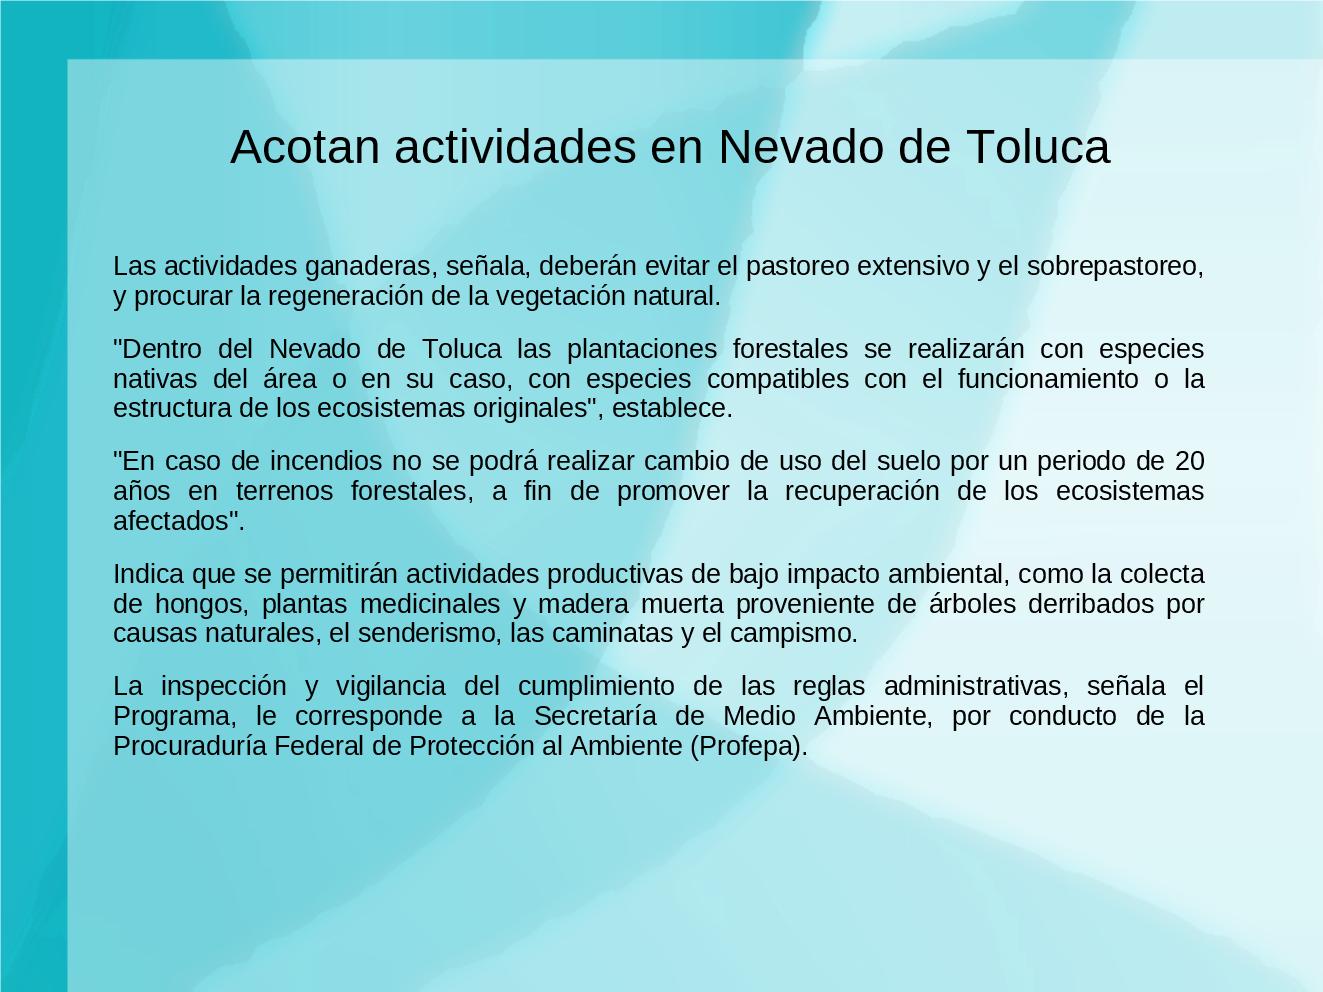 Acotan actividades en Nevado de Toluca
Las actividades ganaderas, señala, deberán evitar el pastoreo extensivo y el sobrepastoreo,
y procurar la regeneración de la vegetación natural.
"Dentro del Nevado de Toluca las plantaciones forestales se realizarán con especies
nativas del área o en su caso, con especies compatibles con el funcionamiento o la
estructura de los ecosistemas originales", establece.
"En caso de incendios no se podrá realizar cambio de uso del suelo por un periodo de 20
años en terrenos forestales, a fin de promover la recuperación de los ecosistemas
afectados".
Indica que se permitirán actividades productivas de bajo impacto ambiental, como la colecta
de hongos, plantas medicinales y madera muerta proveniente de árboles derribados por
causas naturales, el senderismo, las caminatas y el campismo.
La inspección y vigilancia del cumplimiento de las reglas administrativas, señala el
Programa, le corresponde a la Secretaría de Medio Ambiente, por conducto de la
Procuraduría Federal de Protección al Ambiente (Profepa).